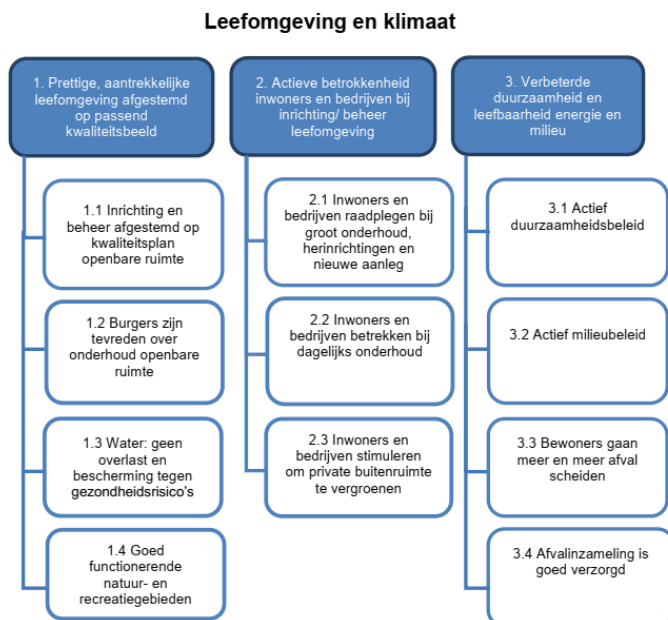 Leefomgeving en klimaat
1. Prettige, aantrekkelijke
leefomgeving afgestemd
op passend
kwaliteitsbeeld
1.1 Inrichting en
beheer afgestemd op
kwaliteitsplan
openbare ruimte
1.2 Burgers zijn
tevreden over
onderhoud openbare
ruimte
1.3 Water: geen
overlast en
bescherming tegen
gezondheidsrisico's
1.4 Goed
functionerende
natuur- en
recreatiegebieden
2. Actieve betrokkenheid
inwoners en bedrijven bij
inrichting/ beheer
leefomgeving
2.1 Inwoners en
bedrijven raadplegen bij
groot onderhoud,
herinrichtingen en
nieuwe aanleg
2.2 Inwoners en
bedrijven betrekken bij
dagelijks onderhoud
2.3 Inwoners en
bedrijven stimuleren
om private buitenruimte
te vergroenen
3. Verbeterde
duurzaamheid en
leefbaarheid energie en
milieu
3.1 Actief
duurzaamheidsbeleid
3.2 Actief milieubeleid
3.3 Bewoners gaan
meer en meer afval
scheiden
3.4 Afvalinzameling is
goed verzorgd